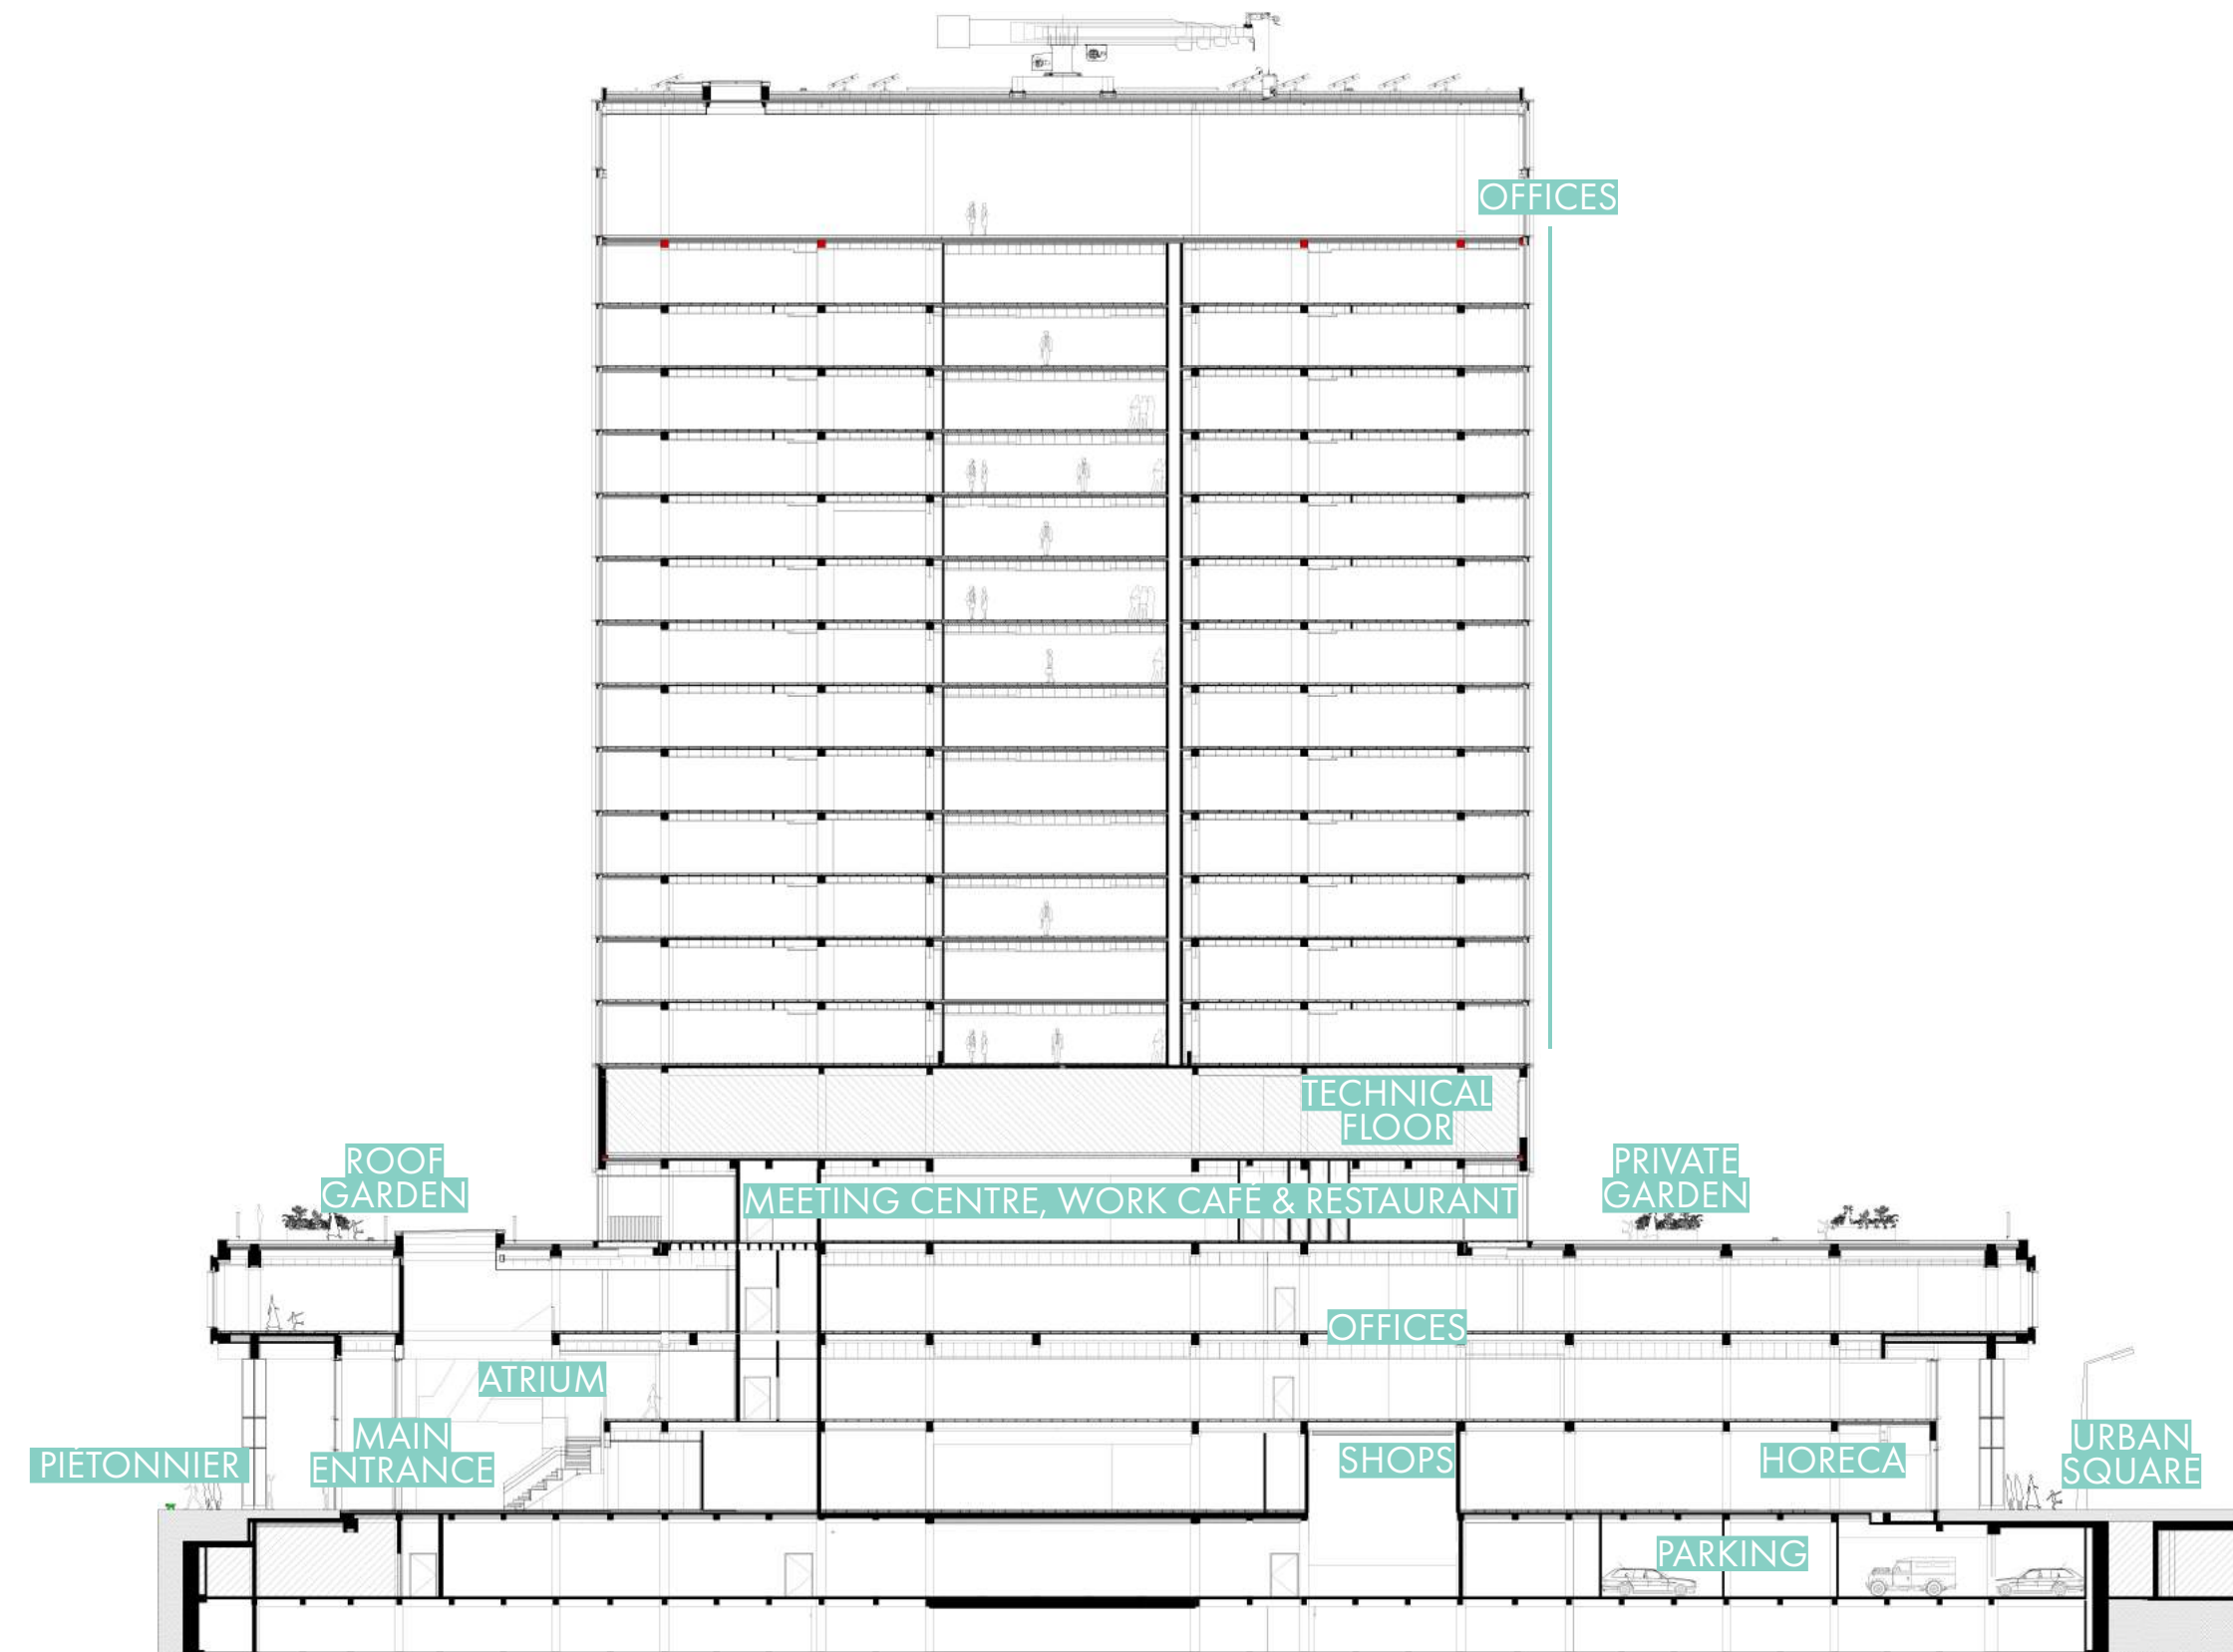 OFFICES
TECHNICAL
FLOOR
ROOF
GARDEN
MEETING CENTRE, WORK CAFÉ & RESTAURANT
PRIVATE
GARDEN
OFFICES
ATRIUM
PIÉTONNIER
MAIN
ENTRANCE
SHOPS
HORECA
URBAN
SQUARE
PARKING